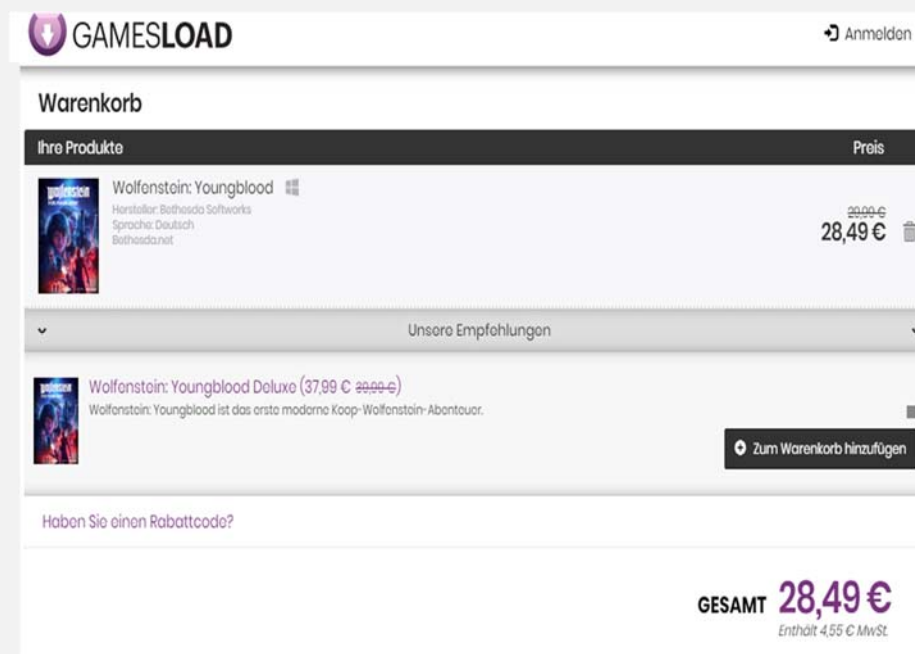 GAMESLOAD
Anmelden
Warenkorb
Ihre Produkte Preis
Wolfenstein: Youngblood
Hersteller: Bethesda Softworks
Sprache: Deutsch
Bethesda.net
28,49 €
Unsere Empfehlungen
Wolfenstein: Youngblood Deluxe (37,99 € 39,99 €)
Wolfenstein: Youngblood ist das erste moderne Koop-Wolfenstein-Abenteuer.
Zum Warenkorb hinzufügen
Haben Sie einen Rabattcode?
GESAMT 28,49 €
Enthält 4,55 € MwSt.